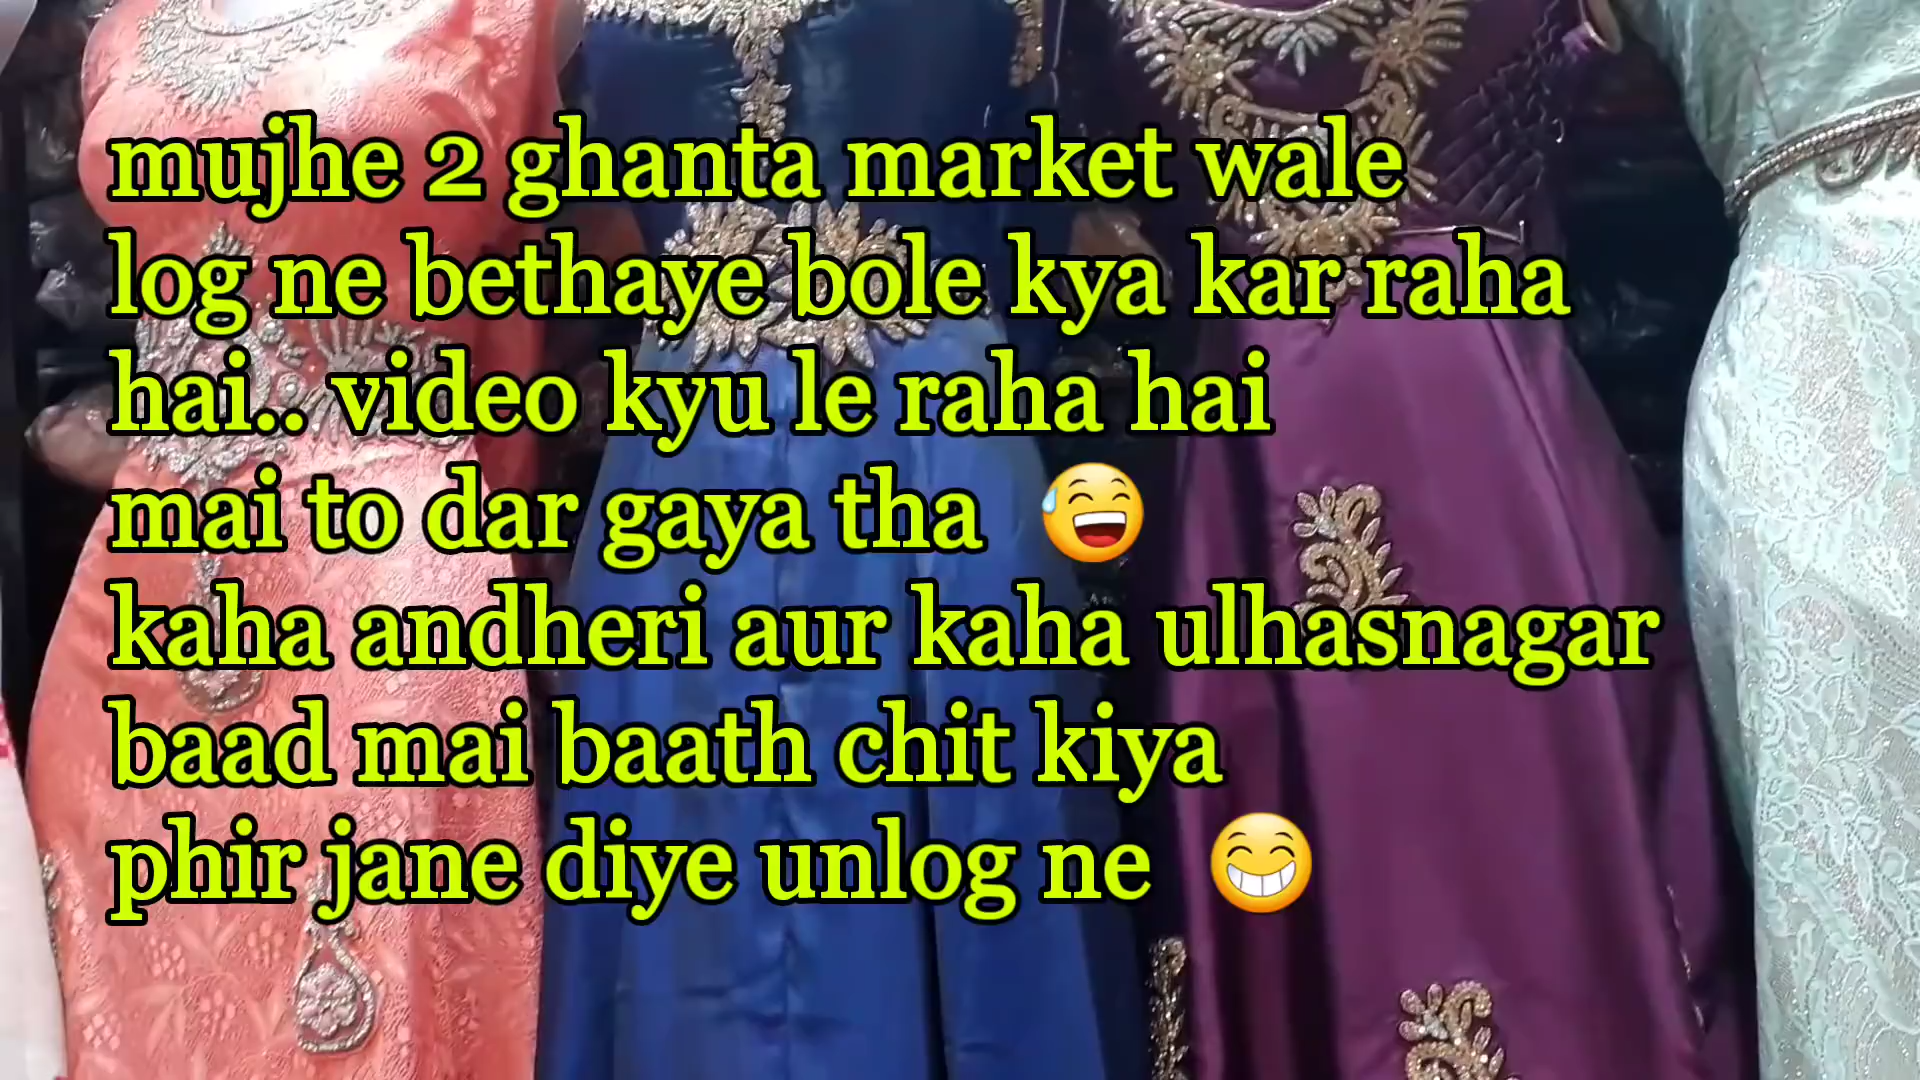 mujhe 2 ghanta market wale
log ne bethaye bole kya kar raha
hai.. video kyu le raha hai
mai to dar gaya tha 😅
kaha andheri aur kaha ulhasnagar
baad mai baath chit kiya
phir jane diye unlog ne 😁